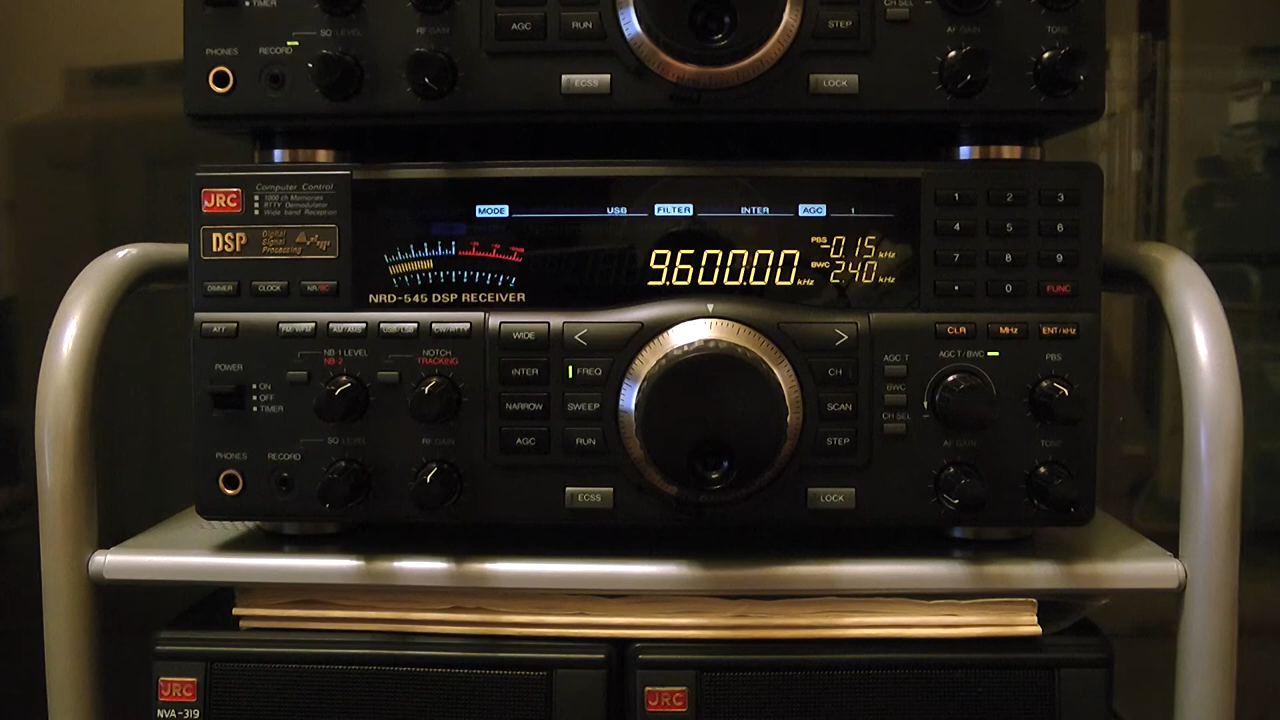 TIMER
AGC
RUN
STEP
CH SEL
PHONES
RECORD
SQ LEVEL
RF GAIN
AF GAIN
TONE
ECSS
LOCK
JRC
Computer Control
1000 ch Memories
RTTY Demodulator
Wide band Reception
DSP
Digital
Signal
Processing
MODE USB FILTER INTER AGC 1
9.600.00 kHz
PBS -0.15 kHz
BWC 2.40 kHz
NRD-545 DSP RECEIVER
DIMMER CLOCK NR/BC
1 2 3
4 5 6
7 8 9
• 0 FUNC
CLR MHz ENT/kHz
ATT FM/WFM AM/AMS USB/LSB CW/RTTY
WIDE < >
POWER
ON
OFF
TIMER
NB-1 LEVEL
NB-2
NOTCH
TRACKING
INTER FREQ CH
NARROW SWEEP SCAN
AGC RUN STEP
AGC T
BWC
CH SEL
AGC T/BWC
PBS
PHONES
RECORD
SQ LEVEL
RF GAIN
AF GAIN
TONE
ECSS
LOCK
JRC
NVA-319
JRC